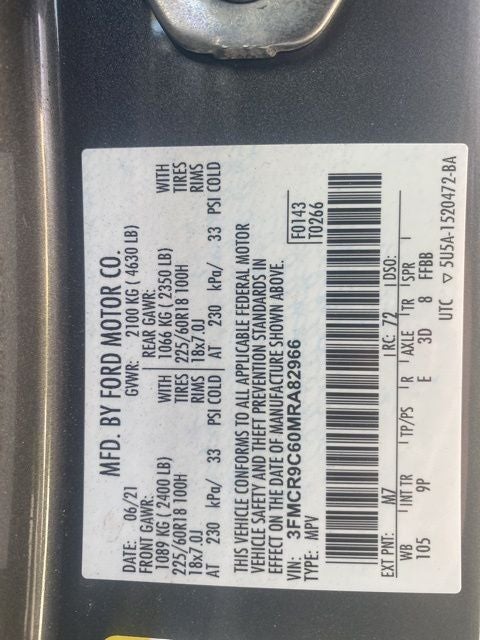 MFD. BY FORD MOTOR CO.
DATE: 06/21 GVWR: 2100 KG ( 4630 LB)
FRONT GAWR: REAR GAWR:
1089 KG ( 2400 LB) WITH 1066 KG ( 2350 LB) WITH
225/60R18 100H TIRES 225/60R18 100H TIRES
18x7.0J RIMS 18x7.0J RIMS
AT 230 kPa/ 33 PSI COLD AT 230 kPa/ 33 PSI COLD
THIS VEHICLE CONFORMS TO ALL APPLICABLE FEDERAL MOTOR
VEHICLE SAFETY AND THEFT PREVENTION STANDARDS IN
EFFECT ON THE DATE OF MANUFACTURE SHOWN ABOVE.
VIN: 3FMCR9C60MRA82966 F0143
TYPE: MPV T0266
EXT PNT: M7 RC: 72 DSO:
WB INT TR TP/PS R AXLE TR SPR
105 9P E 3D 8 FFBB
UTC ▽ 5U5A-1520472-BA